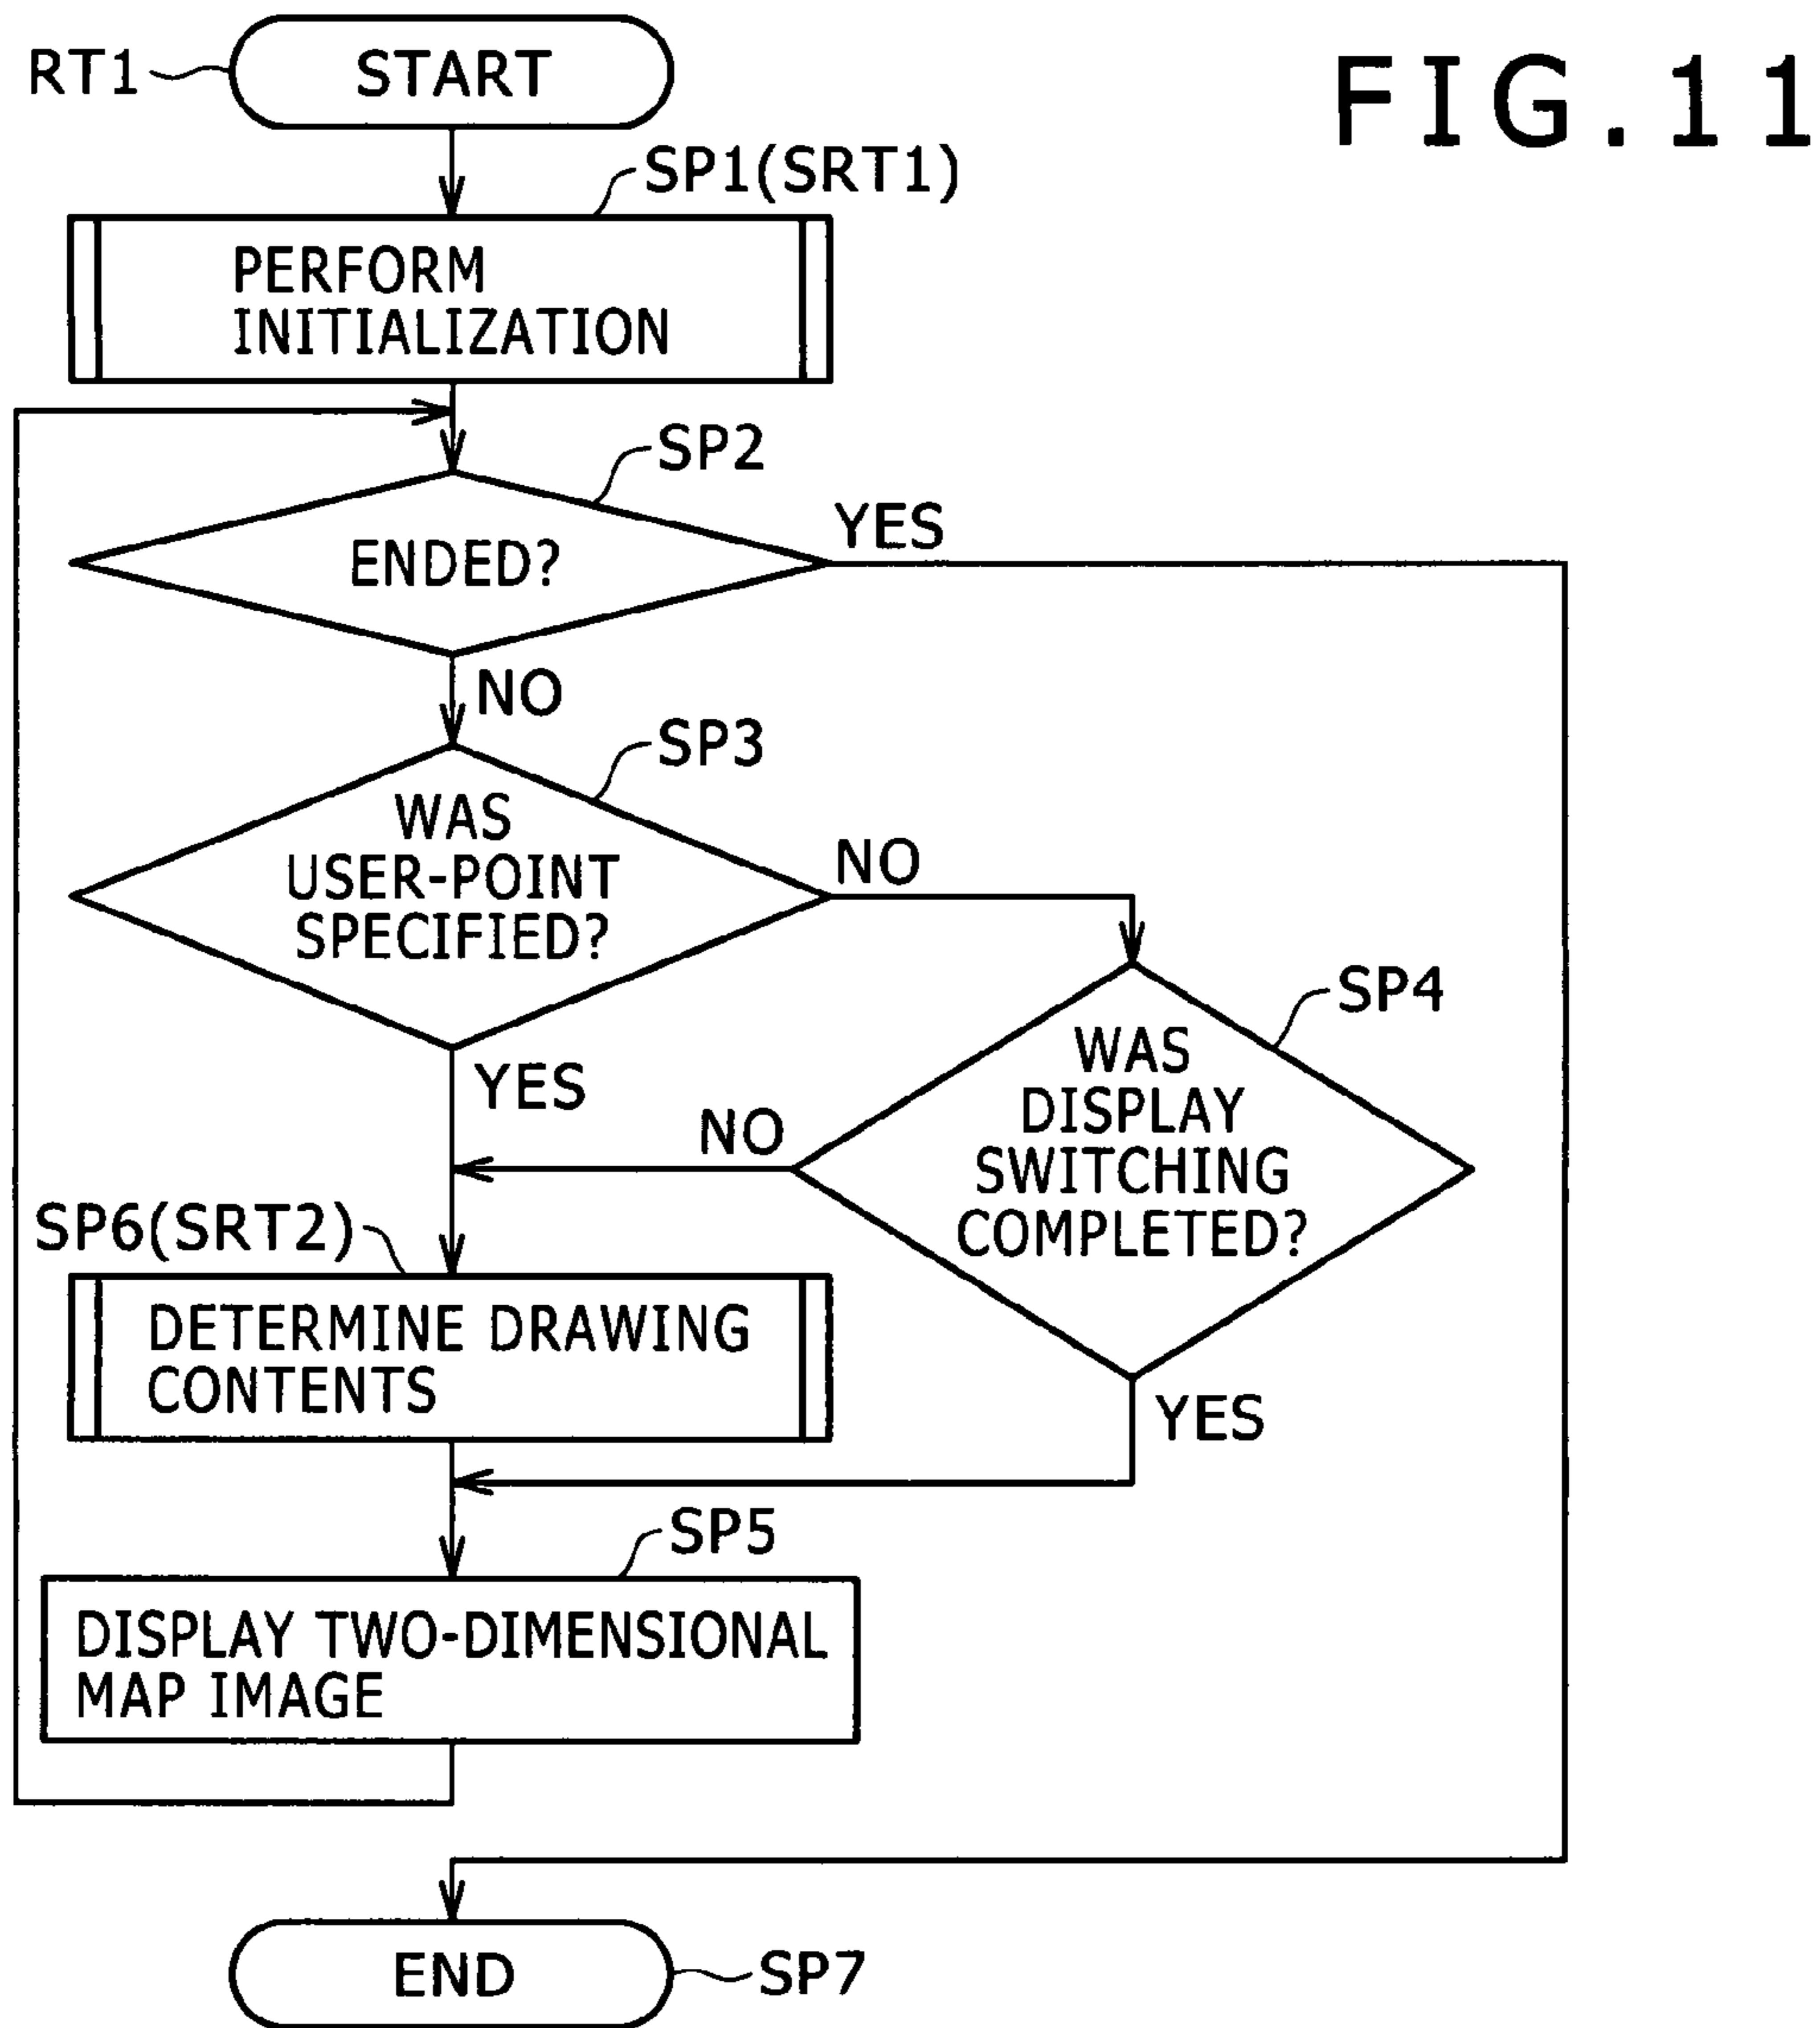 FIG.11
RT1
START
SP1(SRT1)
PERFORM
INITIALIZATION
SP2
ENDED?
YES
NO
SP3
WAS
USER-POINT
SPECIFIED?
NO
YES
SP4
WAS
DISPLAY
SWITCHING
COMPLETED?
NO
YES
SP6(SRT2)
DETERMINE DRAWING
CONTENTS
SP5
DISPLAY TWO-DIMENSIONAL
MAP IMAGE
END
SP7